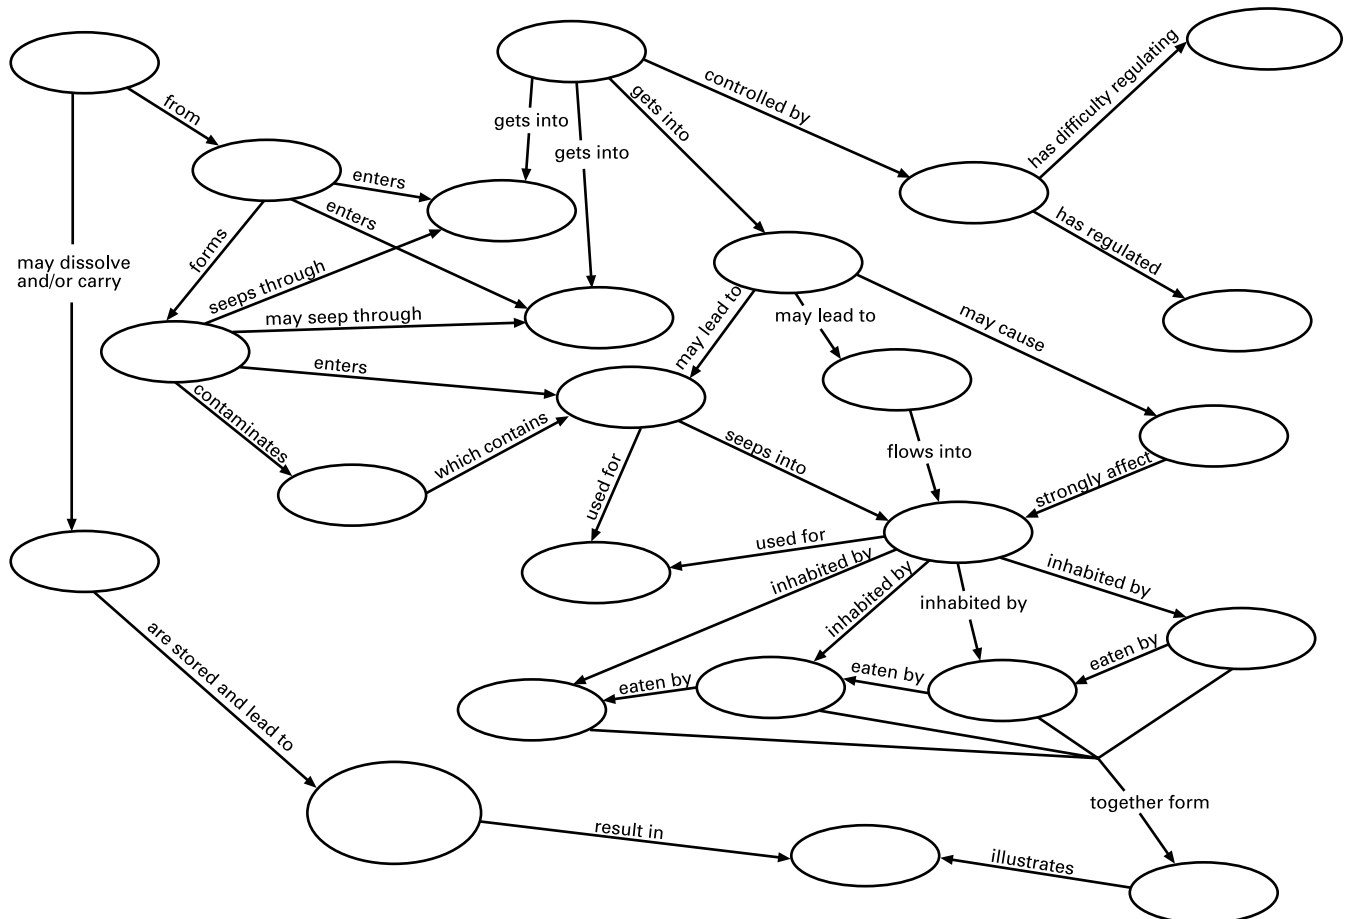 has difficulty regulating
controlled by
from
gets into
gets into
gets into
enters
enters
has regulated
forms
may dissolve
and/or carry
seeps through
may seep through
may lead to
may lead to
may cause
enters
contaminates
which contains
seeps into
flows into
used for
strongly affect
used for
inhabited by
inhabited by
inhabited by
inhabited by
eaten by
eaten by
eaten by
are stored and lead to
together form
result in
illustrates